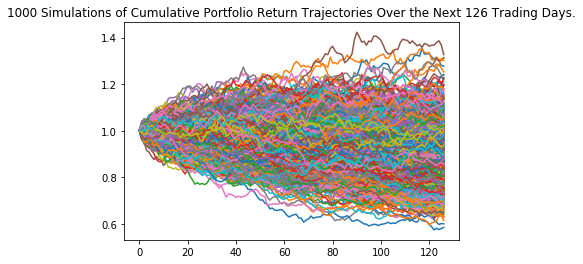 1000 Simulations of Cumulative Portfolio Return Trajectories Over the Next 126 Trading Days.
1.4
1.2
1.0
0.8
0.6
0 20 40 60 80 100 120